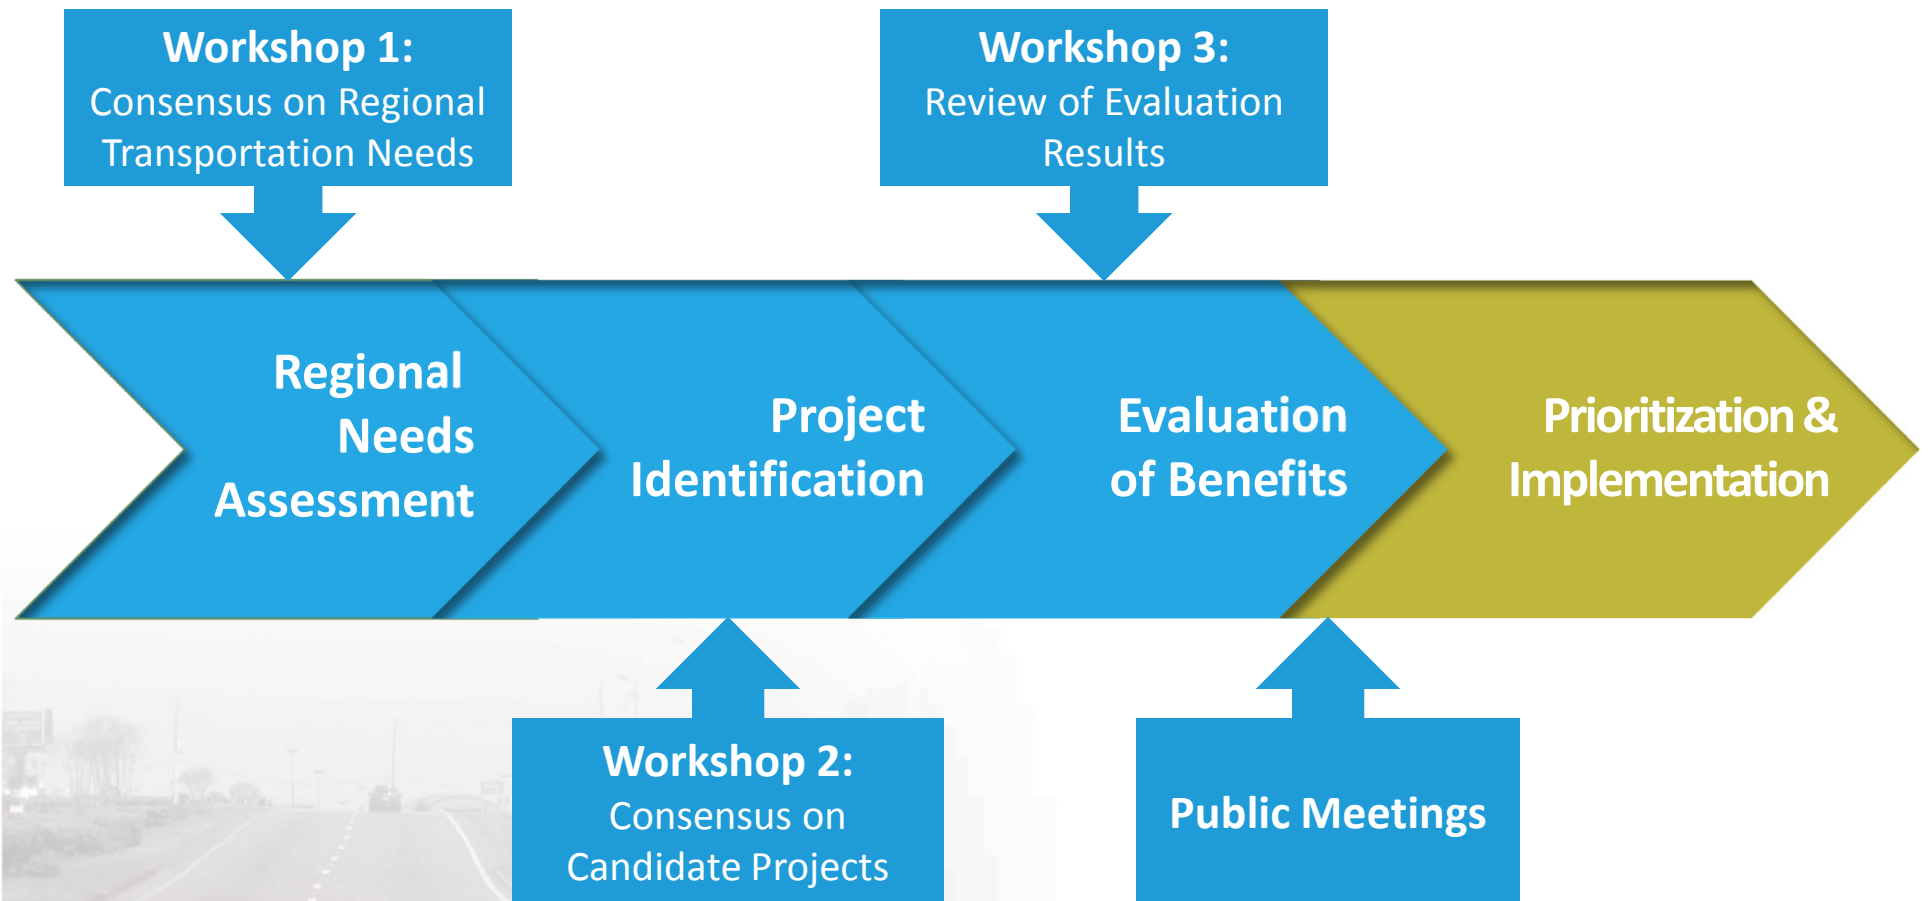 Workshop 1:
Consensus on Regional
Transportation Needs
Workshop 3:
Review of Evaluation
Results
Regional
Needs
Assessment
Project
Identification
Evaluation
of Benefits
Prioritization &
Implementation
Workshop 2:
Consensus on
Candidate Projects
Public Meetings